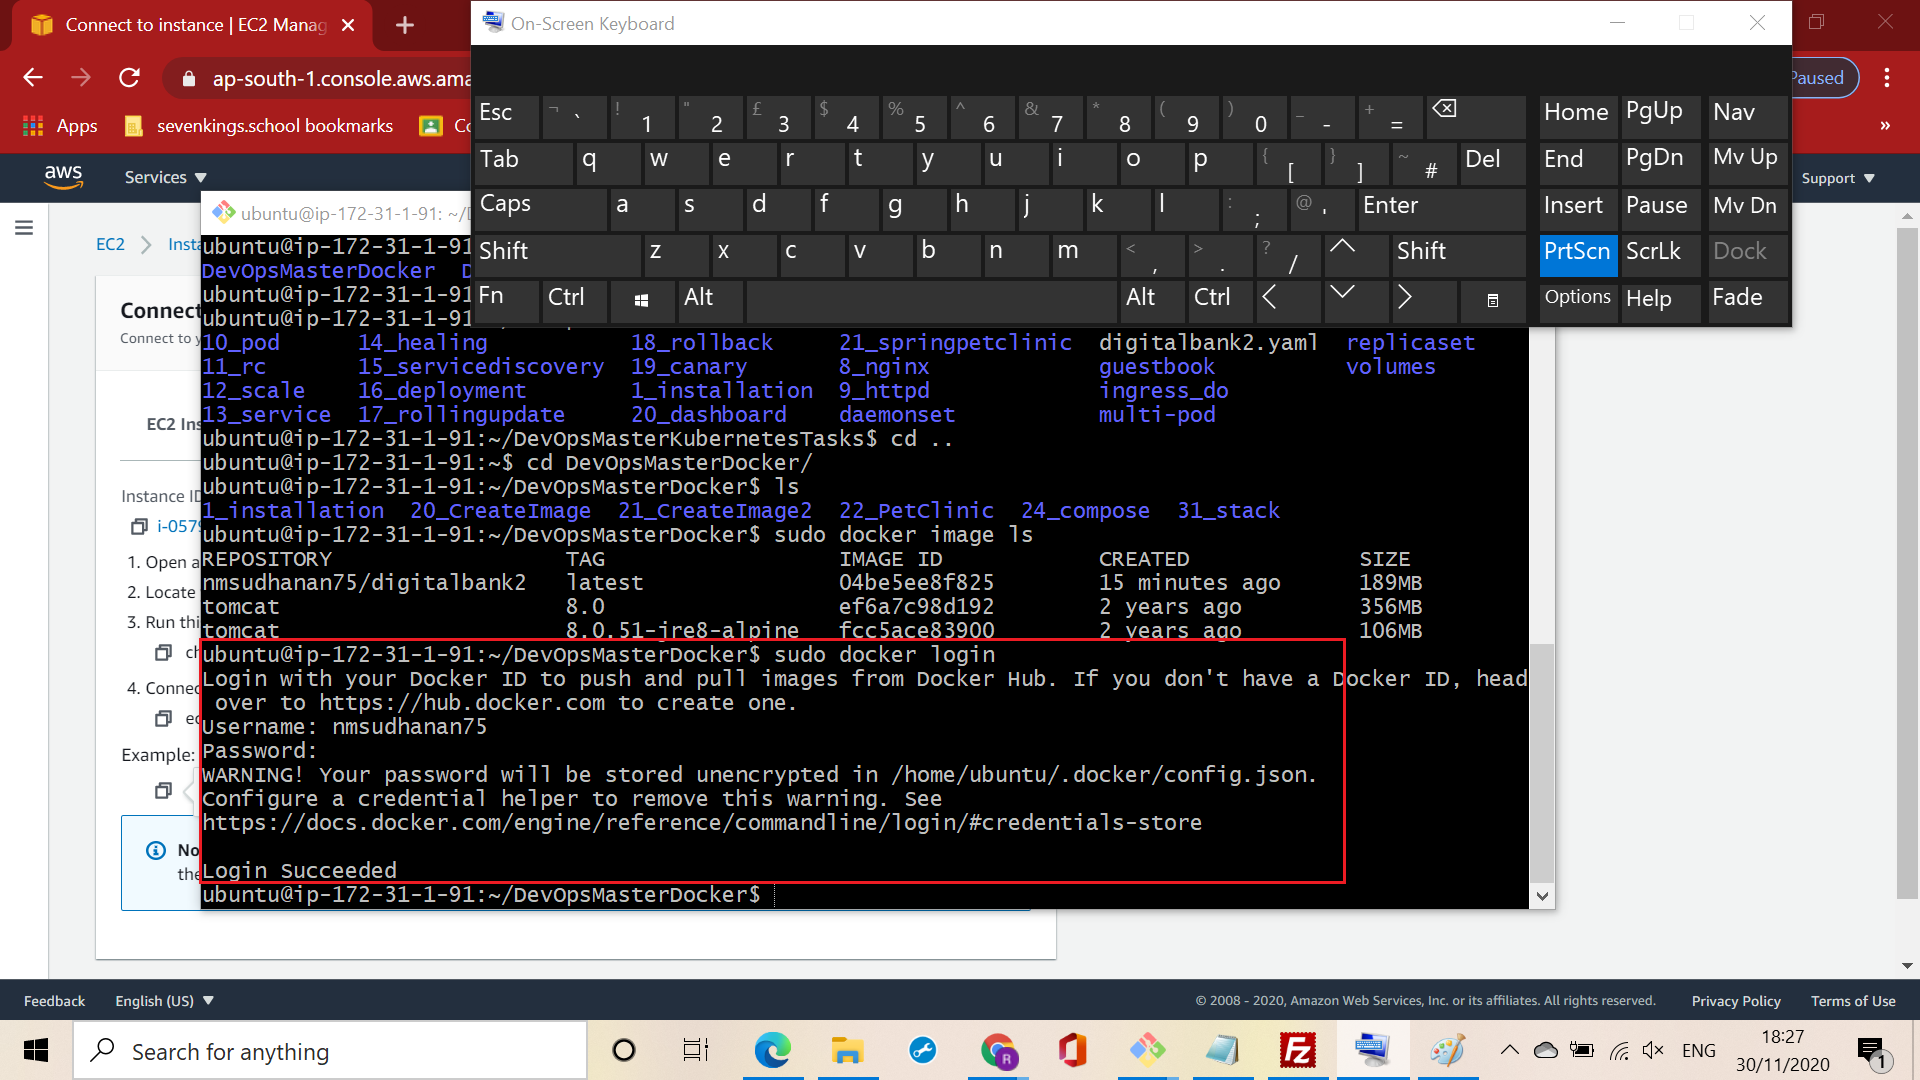 Connect to instance | EC2 Manag
On-Screen Keyboard
ap-south-1.console.aws.ama
Paused
Apps
sevenkings.school bookmarks
Co
»
aws
Services
Support
Esc ¬ ` ! 1 " 2 £ 3 $ 4 % 5 ^ 6 & 7 * 8 ( 9 ) 0 _ - + = Home PgUp Nav
Tab q w e r t y u i o p { [ } ] ~ # Del End PgDn Mv Up
Caps a s d f g h j k l : ; @ ' Enter Insert Pause Mv Dn
Shift z x c v b n m < , > . ? / Shift PrtScn ScrLk Dock
Fn Ctrl Alt Alt Ctrl Options Help Fade
EC2
Insta
Connect
Connect to y
EC2 Ins
Instance ID
i-0579
1. Open a
2. Locate
3. Run thi
ch
4. Connec
ec
Example:
No
the
ubuntu@ip-172-31-1-91: ~/D
ubuntu@ip-172-31-1-91
DevOpsMasterDocker D
ubuntu@ip-172-31-1-91
ubuntu@ip-172-31-1-91
10_pod 14_healing 18_rollback 21_springpetclinic digitalbank2.yaml replicaset
11_rc 15_servicediscovery 19_canary 8_nginx guestbook volumes
12_scale 16_deployment 1_installation 9_httpd ingress_do
13_service 17_rollingupdate 20_dashboard daemonset multi-pod
ubuntu@ip-172-31-1-91:~/DevOpsMasterKubernetesTasks$ cd ..
ubuntu@ip-172-31-1-91:~$ cd DevOpsMasterDocker/
ubuntu@ip-172-31-1-91:~/DevOpsMasterDocker$ ls
1_installation 20_CreateImage 21_CreateImage2 22_PetClinic 24_compose 31_stack
ubuntu@ip-172-31-1-91:~/DevOpsMasterDocker$ sudo docker image ls
REPOSITORY TAG IMAGE ID CREATED SIZE
nmsudhanan75/digitalbank2 latest 04be5ee8f825 15 minutes ago 189MB
tomcat 8.0 ef6a7c98d192 2 years ago 356MB
tomcat 8.0.51-jre8-alpine fcc5ace83900 2 years ago 106MB
ubuntu@ip-172-31-1-91:~/DevOpsMasterDocker$ sudo docker login
Login with your Docker ID to push and pull images from Docker Hub. If you don't have a Docker ID, head
over to https://hub.docker.com to create one.
Username: nmsudhanan75
Password:
WARNING! Your password will be stored unencrypted in /home/ubuntu/.docker/config.json.
Configure a credential helper to remove this warning. See
https://docs.docker.com/engine/reference/commandline/login/#credentials-store
Login Succeeded
ubuntu@ip-172-31-1-91:~/DevOpsMasterDocker$
Feedback
English (US)
© 2008 - 2020, Amazon Web Services, Inc. or its affiliates. All rights reserved.
Privacy Policy
Terms of Use
Search for anything
R
Fz
ENG
18:27
30/11/2020
1